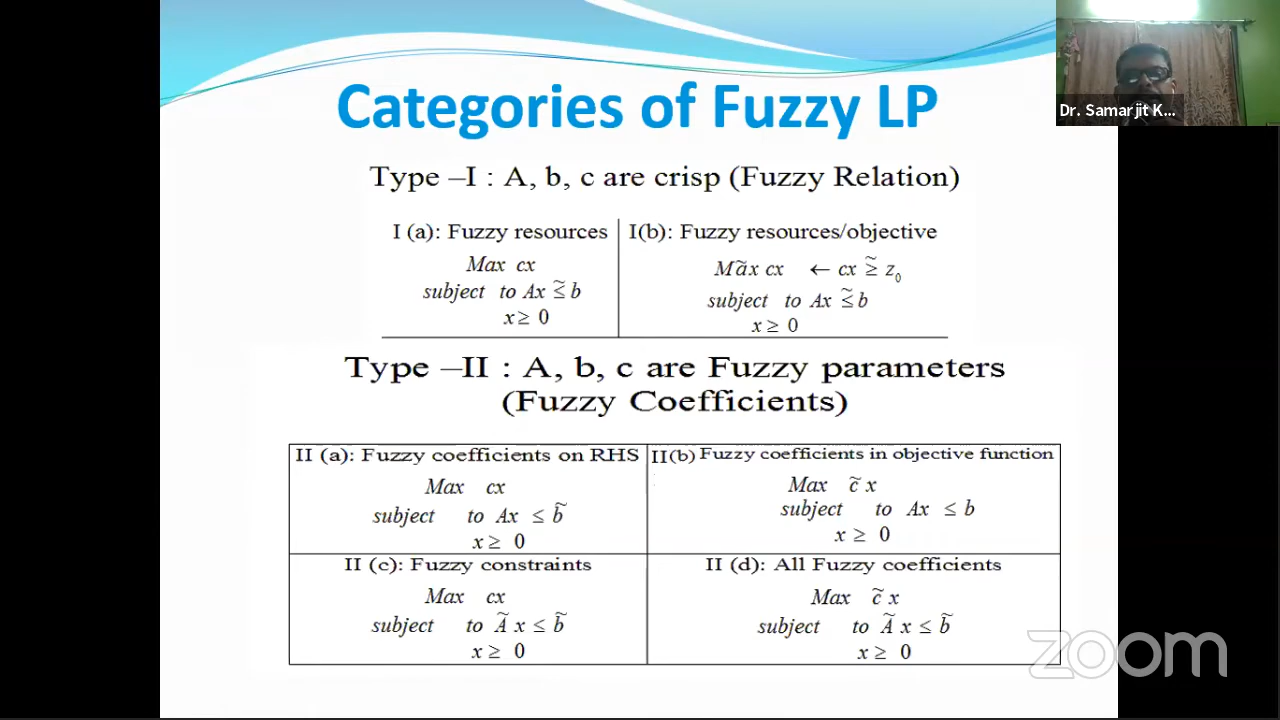 Categories of Fuzzy LP
Dr. Samarjit K...
Type –I : A, b, c are crisp (Fuzzy Relation)
I (a): Fuzzy resources
Max cx
subject to Ax ≤̃ b
x ≥ 0
I(b): Fuzzy resources/objective
Mãx cx ← cx ≥̃ z₀
subject to Ax ≤̃ b
x ≥ 0
Type –II : A, b, c are Fuzzy parameters
(Fuzzy Coefficients)
II (a): Fuzzy coefficients on RHS
Max cx
subject to Ax ≤ b̃
x ≥ 0
II(b) Fuzzy coefficients in objective function
Max c̃ x
subject to Ax ≤ b
x ≥ 0
II (c): Fuzzy constraints
Max cx
subject to Ã x ≤ b̃
x ≥ 0
II (d): All Fuzzy coefficients
Max c̃ x
subject to Ã x ≤ b̃
x ≥ 0
zoom